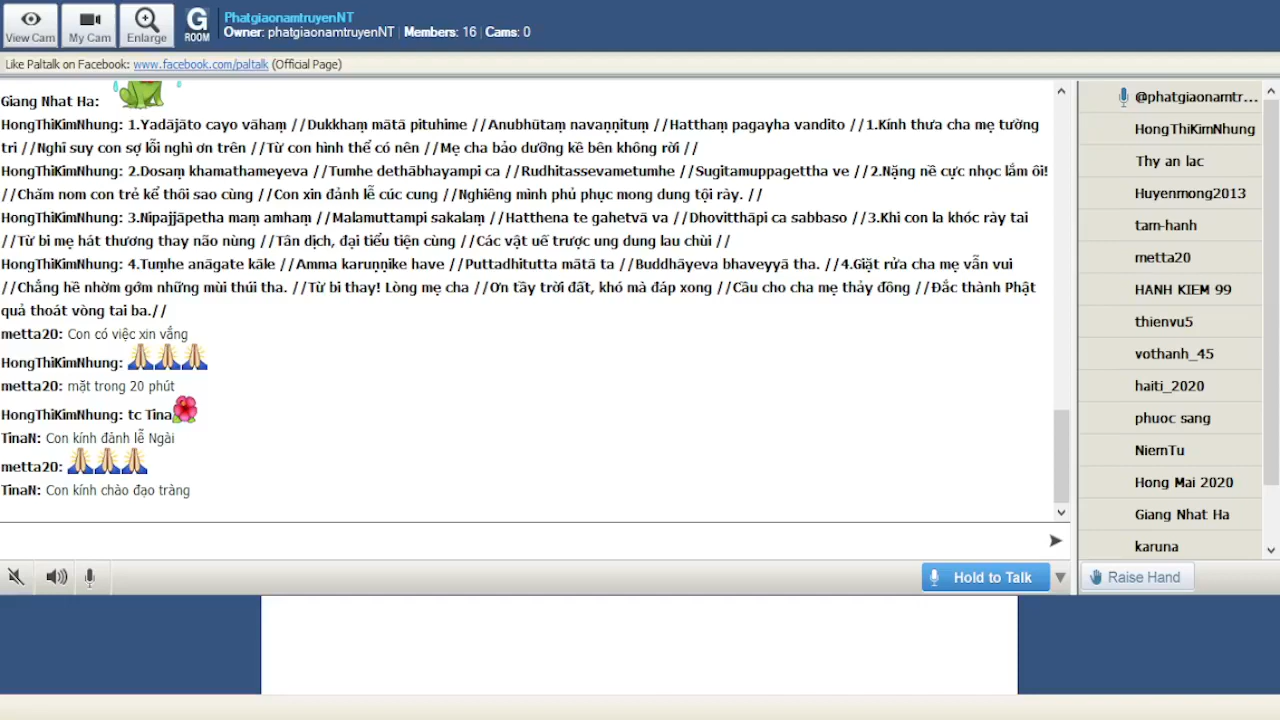 View Cam
My Cam
Enlarge
G
ROOM
PhatgiaonamtruyenNT
Owner: phatgiaonamtruyenNT | Members: 16 | Cams: 0
Like Paltalk on Facebook: www.facebook.com/paltalk (Official Page)
Giang Nhat Ha:
HongThiKimNhung: 1.Yadājāto cayo vāhaṃ //Dukkhaṃ mātā pituhime //Anubhūtaṃ navaṇṇituṃ //Hatthaṃ pagayha vandito //1.Kính thưa cha mẹ tường
tri //Nghĩ suy con sợ lỗi nghì ơn trên //Từ con hình thể có nên //Mẹ cha bảo dưỡng kề bên không rời //
HongThiKimNhung: 2.Dosaṃ khamathameyeva //Tumhe dethābhayampi ca //Rudhitassevametumhe //Sugitamuppagettha ve //2.Nặng nề cực nhọc lắm ôi!
//Chăm nom con trẻ kể thôi sao cùng //Con xin đảnh lễ cúc cung //Nghiêng mình phủ phục mong dung tội rày. //
HongThiKimNhung: 3.Nipajjāpetha maṃ amhaṃ //Malamuttampi sakalaṃ //Hatthena te gahetvā va //Dhovitthāpi ca sabbaso //3.Khi con la khóc rày tai
//Từ bi mẹ hát thương thay não nùng //Tân dịch, đại tiểu tiện cùng //Các vật uế trược ung dung lau chùi //
HongThiKimNhung: 4.Tuṃhe anāgate kāle //Amma karuṇṇike have //Puttadhitutta mātā ta //Buddhāyeva bhaveyyā tha. //4.Giặt rửa cha mẹ vẫn vui
//Chẳng hề nhờm gớm những mùi thúi tha. //Từ bi thay! Lòng mẹ cha //Ơn tầy trời đất, khó mà đáp xong //Cầu cho cha mẹ thảy đồng //Đắc thành Phật
quả thoát vòng tai ba.//
metta20: Con có việc xin vắng
HongThiKimNhung:
metta20: mặt trong 20 phút
HongThiKimNhung: tc Tina
TinaN: Con kính đảnh lễ Ngài
metta20:
TinaN: Con kính chào đạo tràng
@phatgiaonamtr...
HongThiKimNhung
Thy an lac
Huyenmong2013
tam-hanh
metta20
HANH KIEM 99
thienvu5
vothanh_45
haiti_2020
phuoc sang
NiemTu
Hong Mai 2020
Giang Nhat Ha
karuna
Hold to Talk
Raise Hand